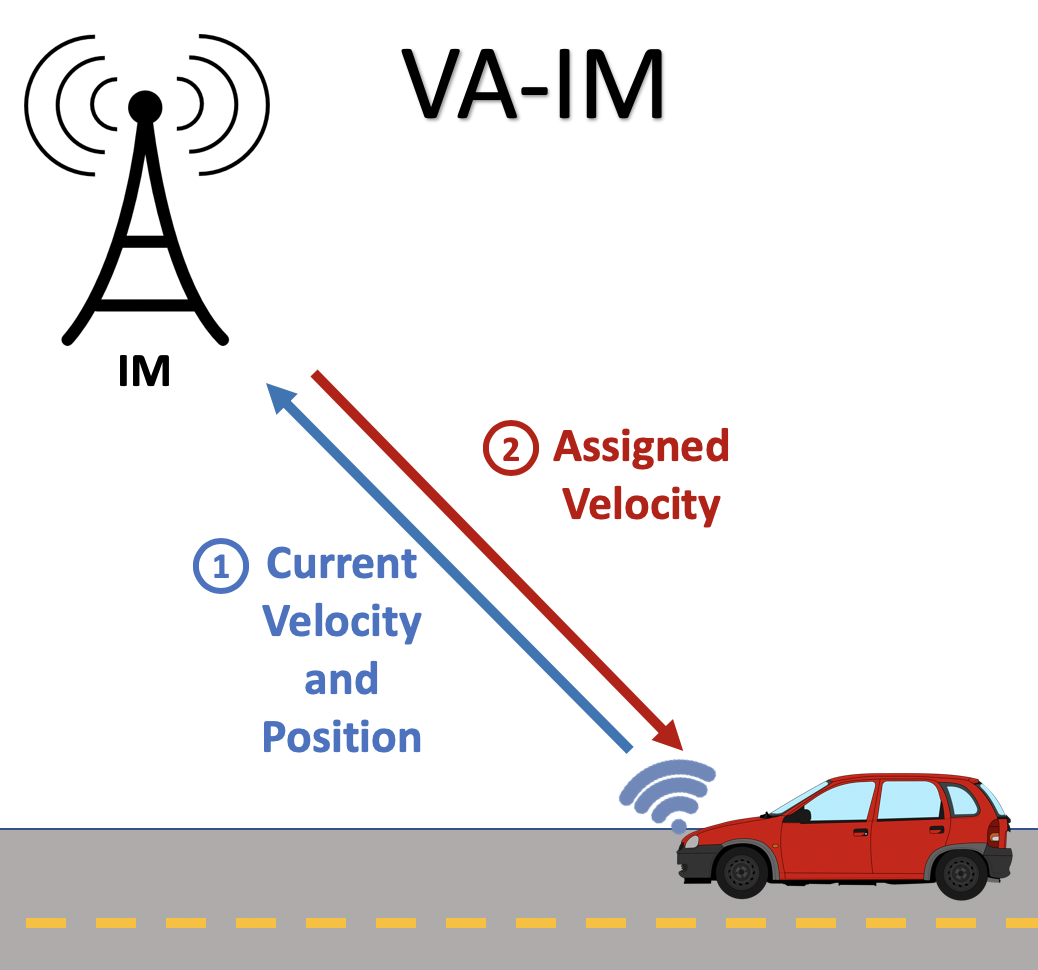 VA-IM
IM
2 Assigned
Velocity
1 Current
Velocity
and
Position